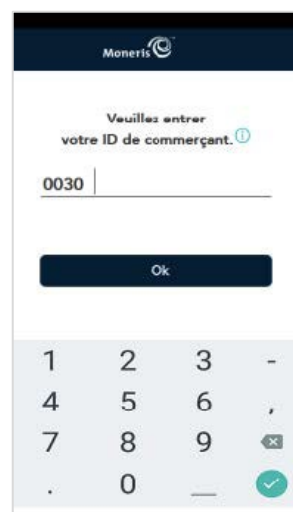 Moneris
Veuillez entrer
votre ID de commerçant.
0030
Ok
1 2 3 -
4 5 6 ,
7 8 9
. 0 _